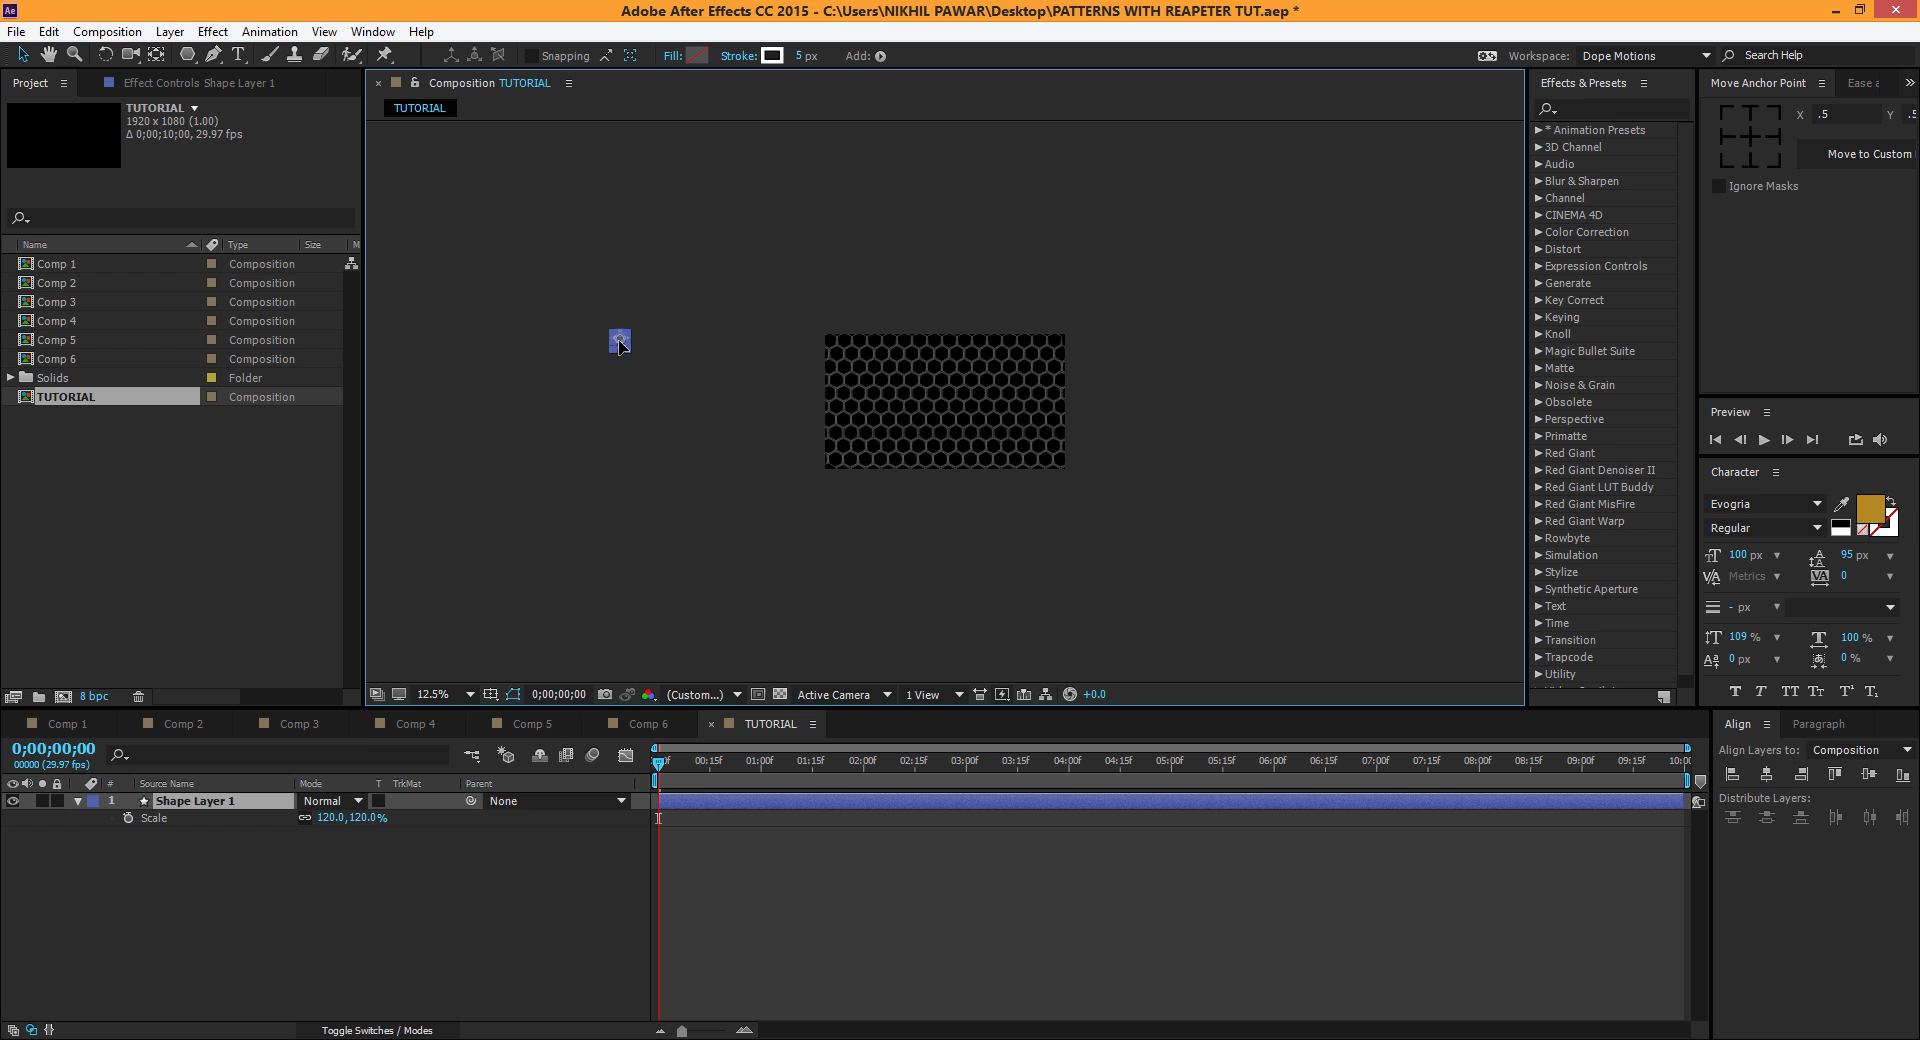 Ae Adobe After Effects CC 2015 - C:\Users\NIKHIL PAWAR\Desktop\PATTERNS WITH REAPETER TUT.aep *
File Edit Composition Layer Effect Animation View Window Help
Snapping Fill: Stroke: 5 px Add: Workspace: Dope Motions Search Help
Project Effect Controls Shape Layer 1
TUTORIAL
1920 x 1080 (1.00)
Δ 0;00;10;00, 29.97 fps
Name Type Size M
Comp 1 Composition
Comp 2 Composition
Comp 3 Composition
Comp 4 Composition
Comp 5 Composition
Comp 6 Composition
Solids Folder
TUTORIAL Composition
8 bpc
Composition TUTORIAL
TUTORIAL
12.5% 0;00;00;00 (Custom...) Active Camera 1 View +0.0
Effects & Presets
* Animation Presets
3D Channel
Audio
Blur & Sharpen
Channel
CINEMA 4D
Color Correction
Distort
Expression Controls
Generate
Key Correct
Keying
Knoll
Magic Bullet Suite
Matte
Noise & Grain
Obsolete
Perspective
Primatte
Red Giant
Red Giant Denoiser II
Red Giant LUT Buddy
Red Giant MisFire
Red Giant Warp
Rowbyte
Simulation
Stylize
Synthetic Aperture
Text
Time
Transition
Trapcode
Utility
Move Anchor Point Ease a
X .5 Y .5
Move to Custom
Ignore Masks
Preview
Character
Evogria
Regular
100 px 95 px
Metrics 0
- px
109 % 100 %
0 px 0 %
Comp 1 Comp 2 Comp 3 Comp 4 Comp 5 Comp 6 TUTORIAL
0;00;00;00
00000 (29.97 fps)
# Source Name Mode T TrkMat Parent
1 Shape Layer 1 Normal None
Scale 120.0,120.0%
00:15f 01:00f 01:15f 02:00f 02:15f 03:00f 03:15f 04:00f 04:15f 05:00f 05:15f 06:00f 06:15f 07:00f 07:15f 08:00f 08:15f 09:00f 09:15f 10:00
Toggle Switches / Modes
Align Paragraph
Align Layers to: Composition
Distribute Layers: